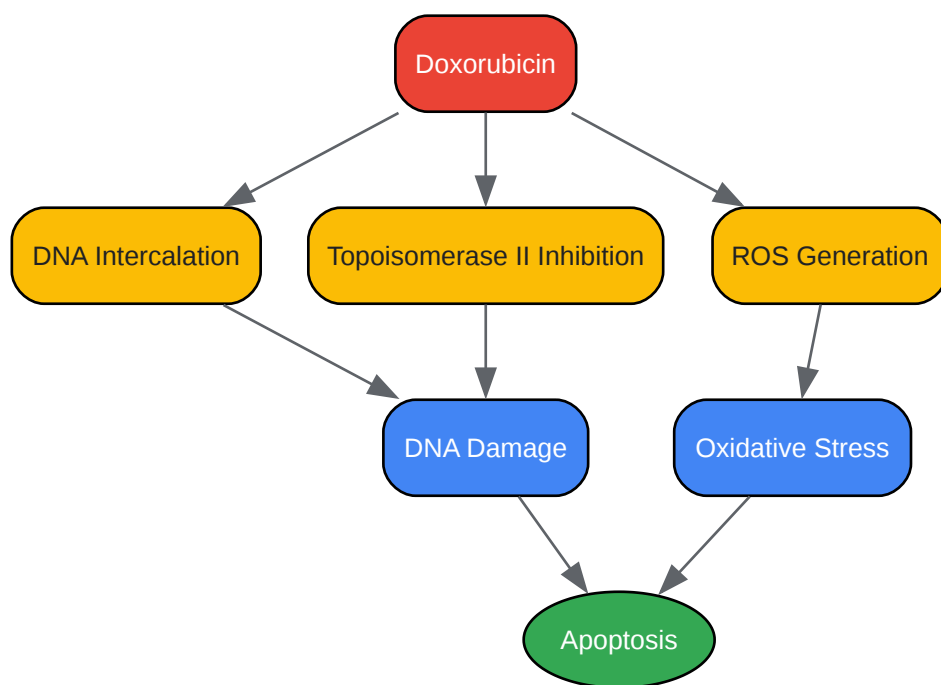 Doxorubicin
DNA Intercalation
Topoisomerase II Inhibition
ROS Generation
DNA Damage
Oxidative Stress
Apoptosis